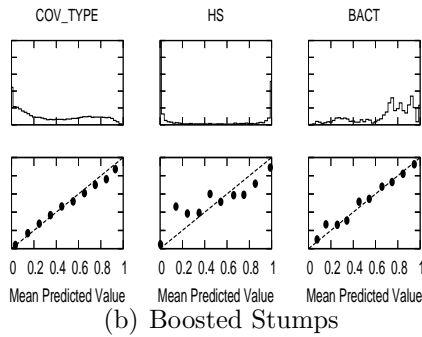 COV_TYPE HS BACT
0 0.2 0.4 0.6 0.8 1 0 0.2 0.4 0.6 0.8 1 0 0.2 0.4 0.6 0.8 1
Mean Predicted Value Mean Predicted Value Mean Predicted Value
(b) Boosted Stumps